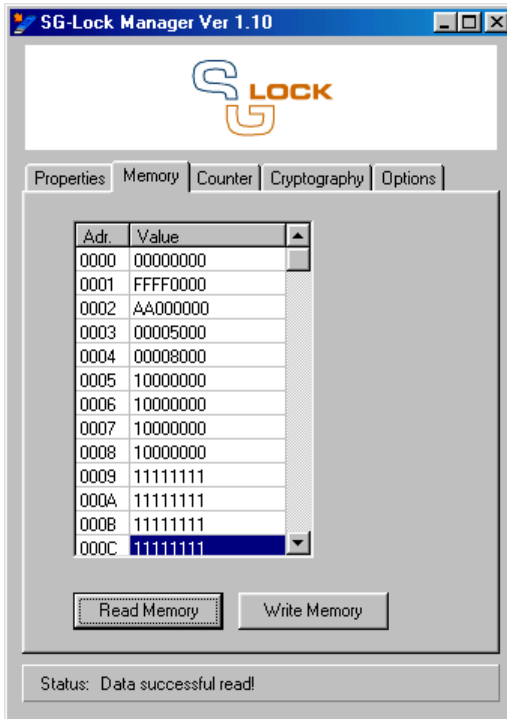 SG-Lock Manager Ver 1.10
SG LOCK
Properties Memory Counter Cryptography Options
Adr. Value
0000 00000000
0001 FFFF0000
0002 AA000000
0003 00005000
0004 00008000
0005 10000000
0006 10000000
0007 10000000
0008 10000000
0009 11111111
000A 11111111
000B 11111111
000C 11111111
Read Memory Write Memory
Status: Data successful read!